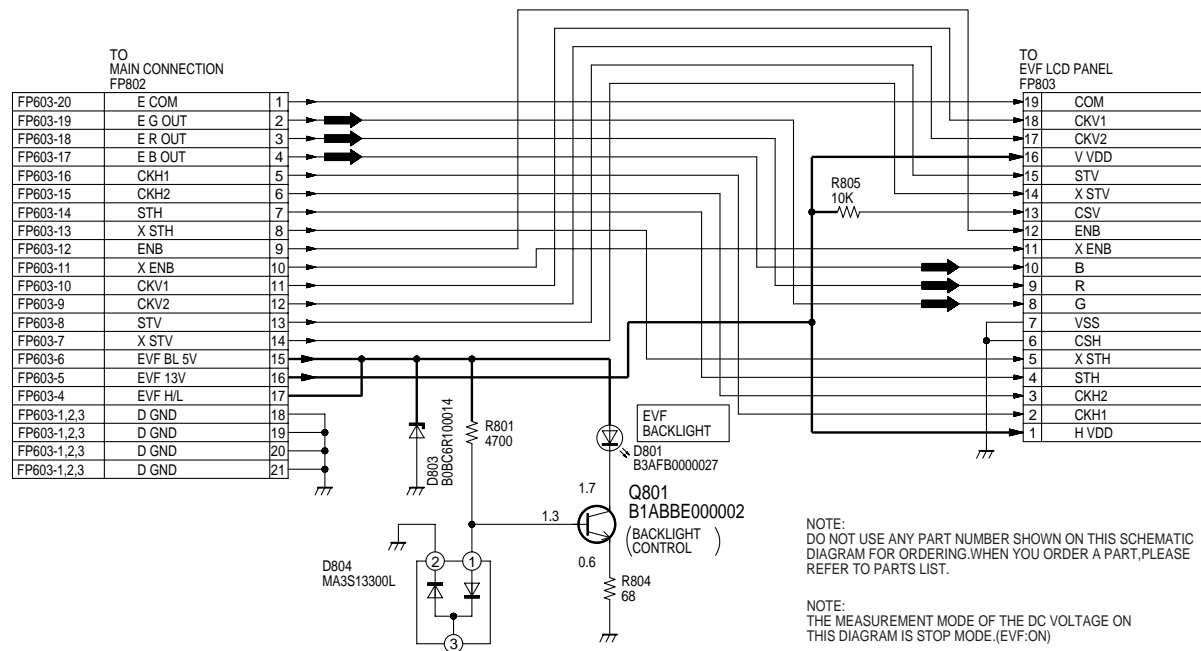 TO
MAIN CONNECTION
FP802
FP603-20 E COM 1
FP603-19 E G OUT 2
FP603-18 E R OUT 3
FP603-17 E B OUT 4
FP603-16 CKH1 5
FP603-15 CKH2 6
FP603-14 STH 7
FP603-13 X STH 8
FP603-12 ENB 9
FP603-11 X ENB 10
FP603-10 CKV1 11
FP603-9 CKV2 12
FP603-8 STV 13
FP603-7 X STV 14
FP603-6 EVF BL 5V 15
FP603-5 EVF 13V 16
FP603-4 EVF H/L 17
FP603-1,2,3 D GND 18
FP603-1,2,3 D GND 19
FP603-1,2,3 D GND 20
FP603-1,2,3 D GND 21
TO
EVF LCD PANEL
FP803
19 COM
18 CKV1
17 CKV2
16 V VDD
15 STV
14 X STV
13 CSV
12 ENB
11 X ENB
10 B
9 R
8 G
7 VSS
6 CSH
5 X STH
4 STH
3 CKH2
2 CKH1
1 H VDD
R805
10K
D803
B0BC6R100014
R801
4700
EVF
BACKLIGHT
D801
B3AFB0000027
1.7
Q801
B1ABBE000002
(BACKLIGHT
CONTROL)
1.3
0.6
R804
68
D804
MA3S13300L
2 1
3
NOTE:
DO NOT USE ANY PART NUMBER SHOWN ON THIS SCHEMATIC
DIAGRAM FOR ORDERING.WHEN YOU ORDER A PART,PLEASE
REFER TO PARTS LIST.
NOTE:
THE MEASUREMENT MODE OF THE DC VOLTAGE ON
THIS DIAGRAM IS STOP MODE.(EVF:ON)